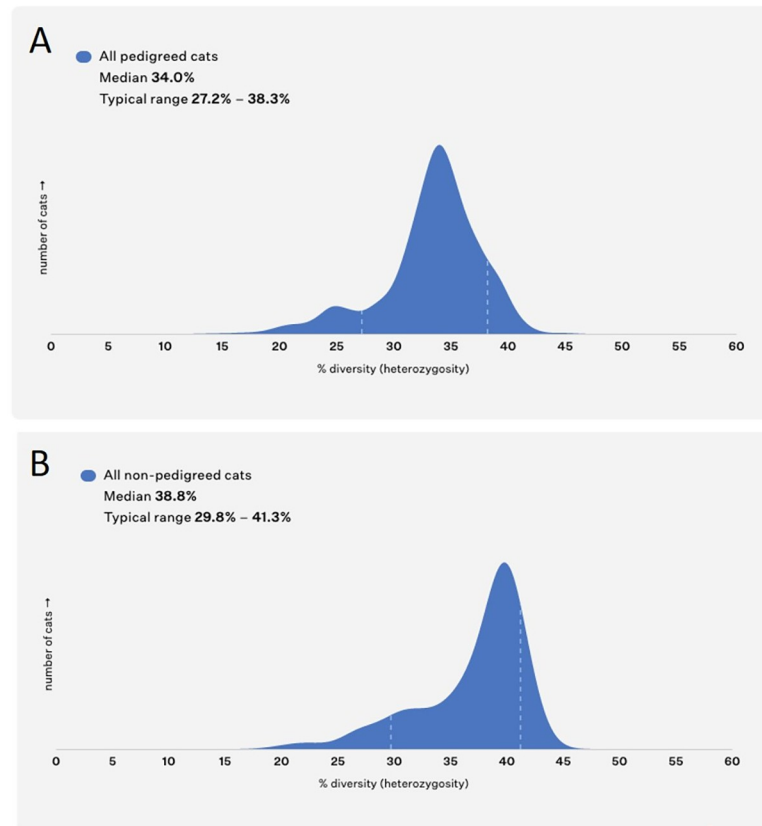 A
All pedigreed cats
Median 34.0%
Typical range 27.2% – 38.3%
number of cats →
0 5 10 15 20 25 30 35 40 45 50 55 60
% diversity (heterozygosity)
B
All non-pedigreed cats
Median 38.8%
Typical range 29.8% – 41.3%
number of cats →
0 5 10 15 20 25 30 35 40 45 50 55 60
% diversity (heterozygosity)